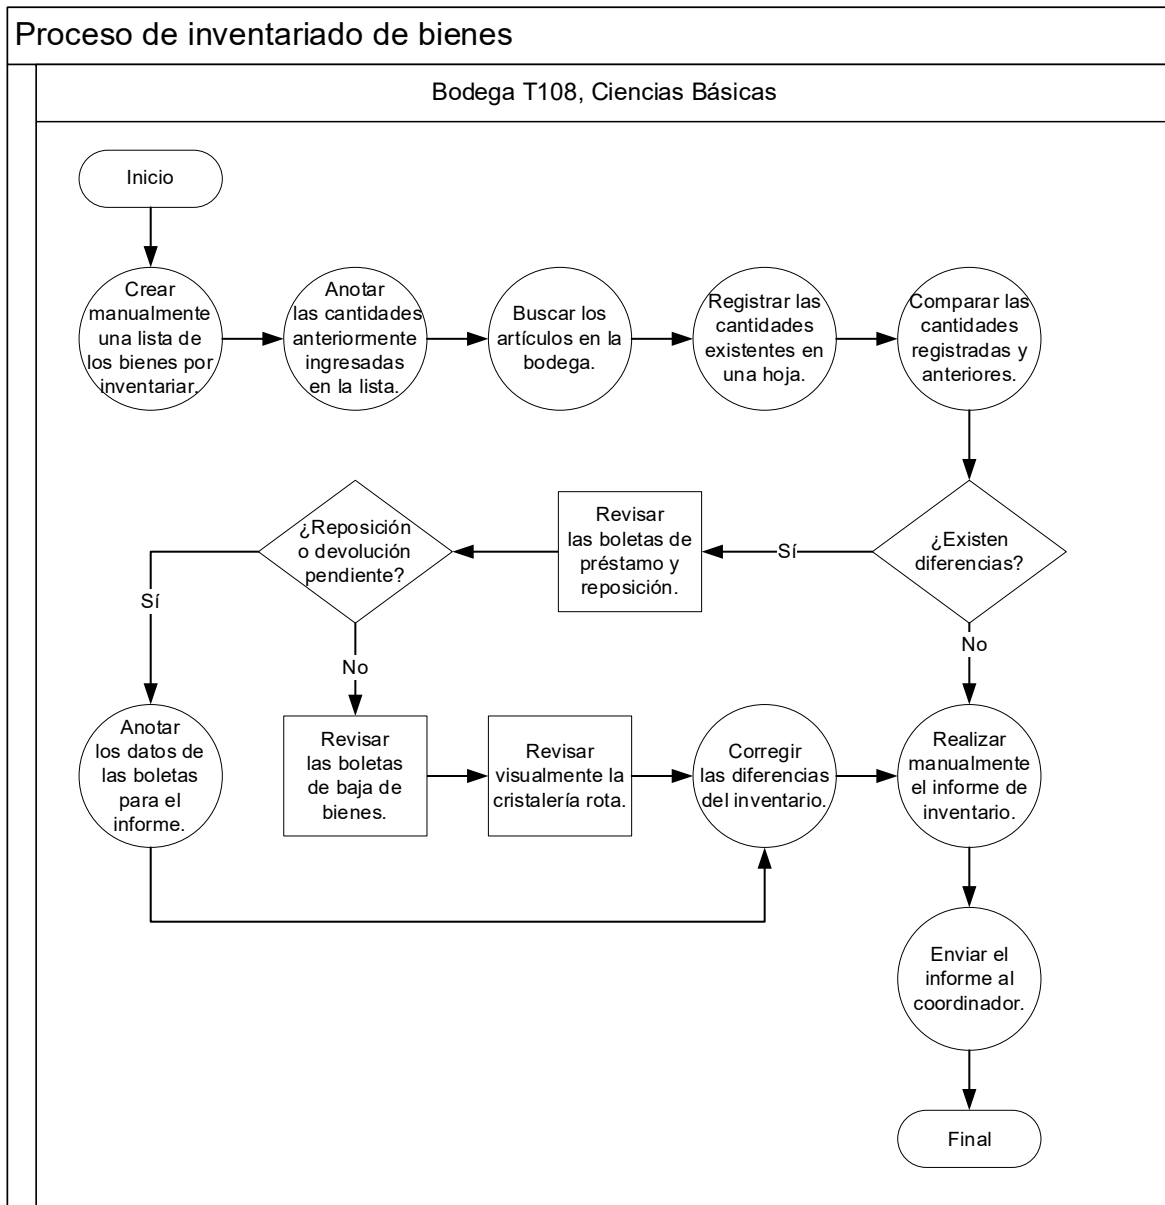 Proceso de inventariado de bienes
Bodega T108, Ciencias Básicas
Inicio
Crear
manualmente
una lista de
los bienes por
inventariar.
Anotar
las cantidades
anteriormente
ingresadas
en la lista.
Buscar los
artículos en la
bodega.
Registrar las
cantidades
existentes en
una hoja.
Comparar las
cantidades
registradas y
anteriores.
¿Existen
diferencias?
Sí
Revisar
las boletas de
préstamo y
reposición.
¿Reposición
o devolución
pendiente?
Sí
No
No
Anotar
los datos de
las boletas
para el
informe.
Revisar
las boletas
de baja de
bienes.
Revisar
visualmente la
cristalería rota.
Corregir
las diferencias
del inventario.
Realizar
manualmente
el informe de
inventario.
Enviar el
informe al
coordinador.
Final